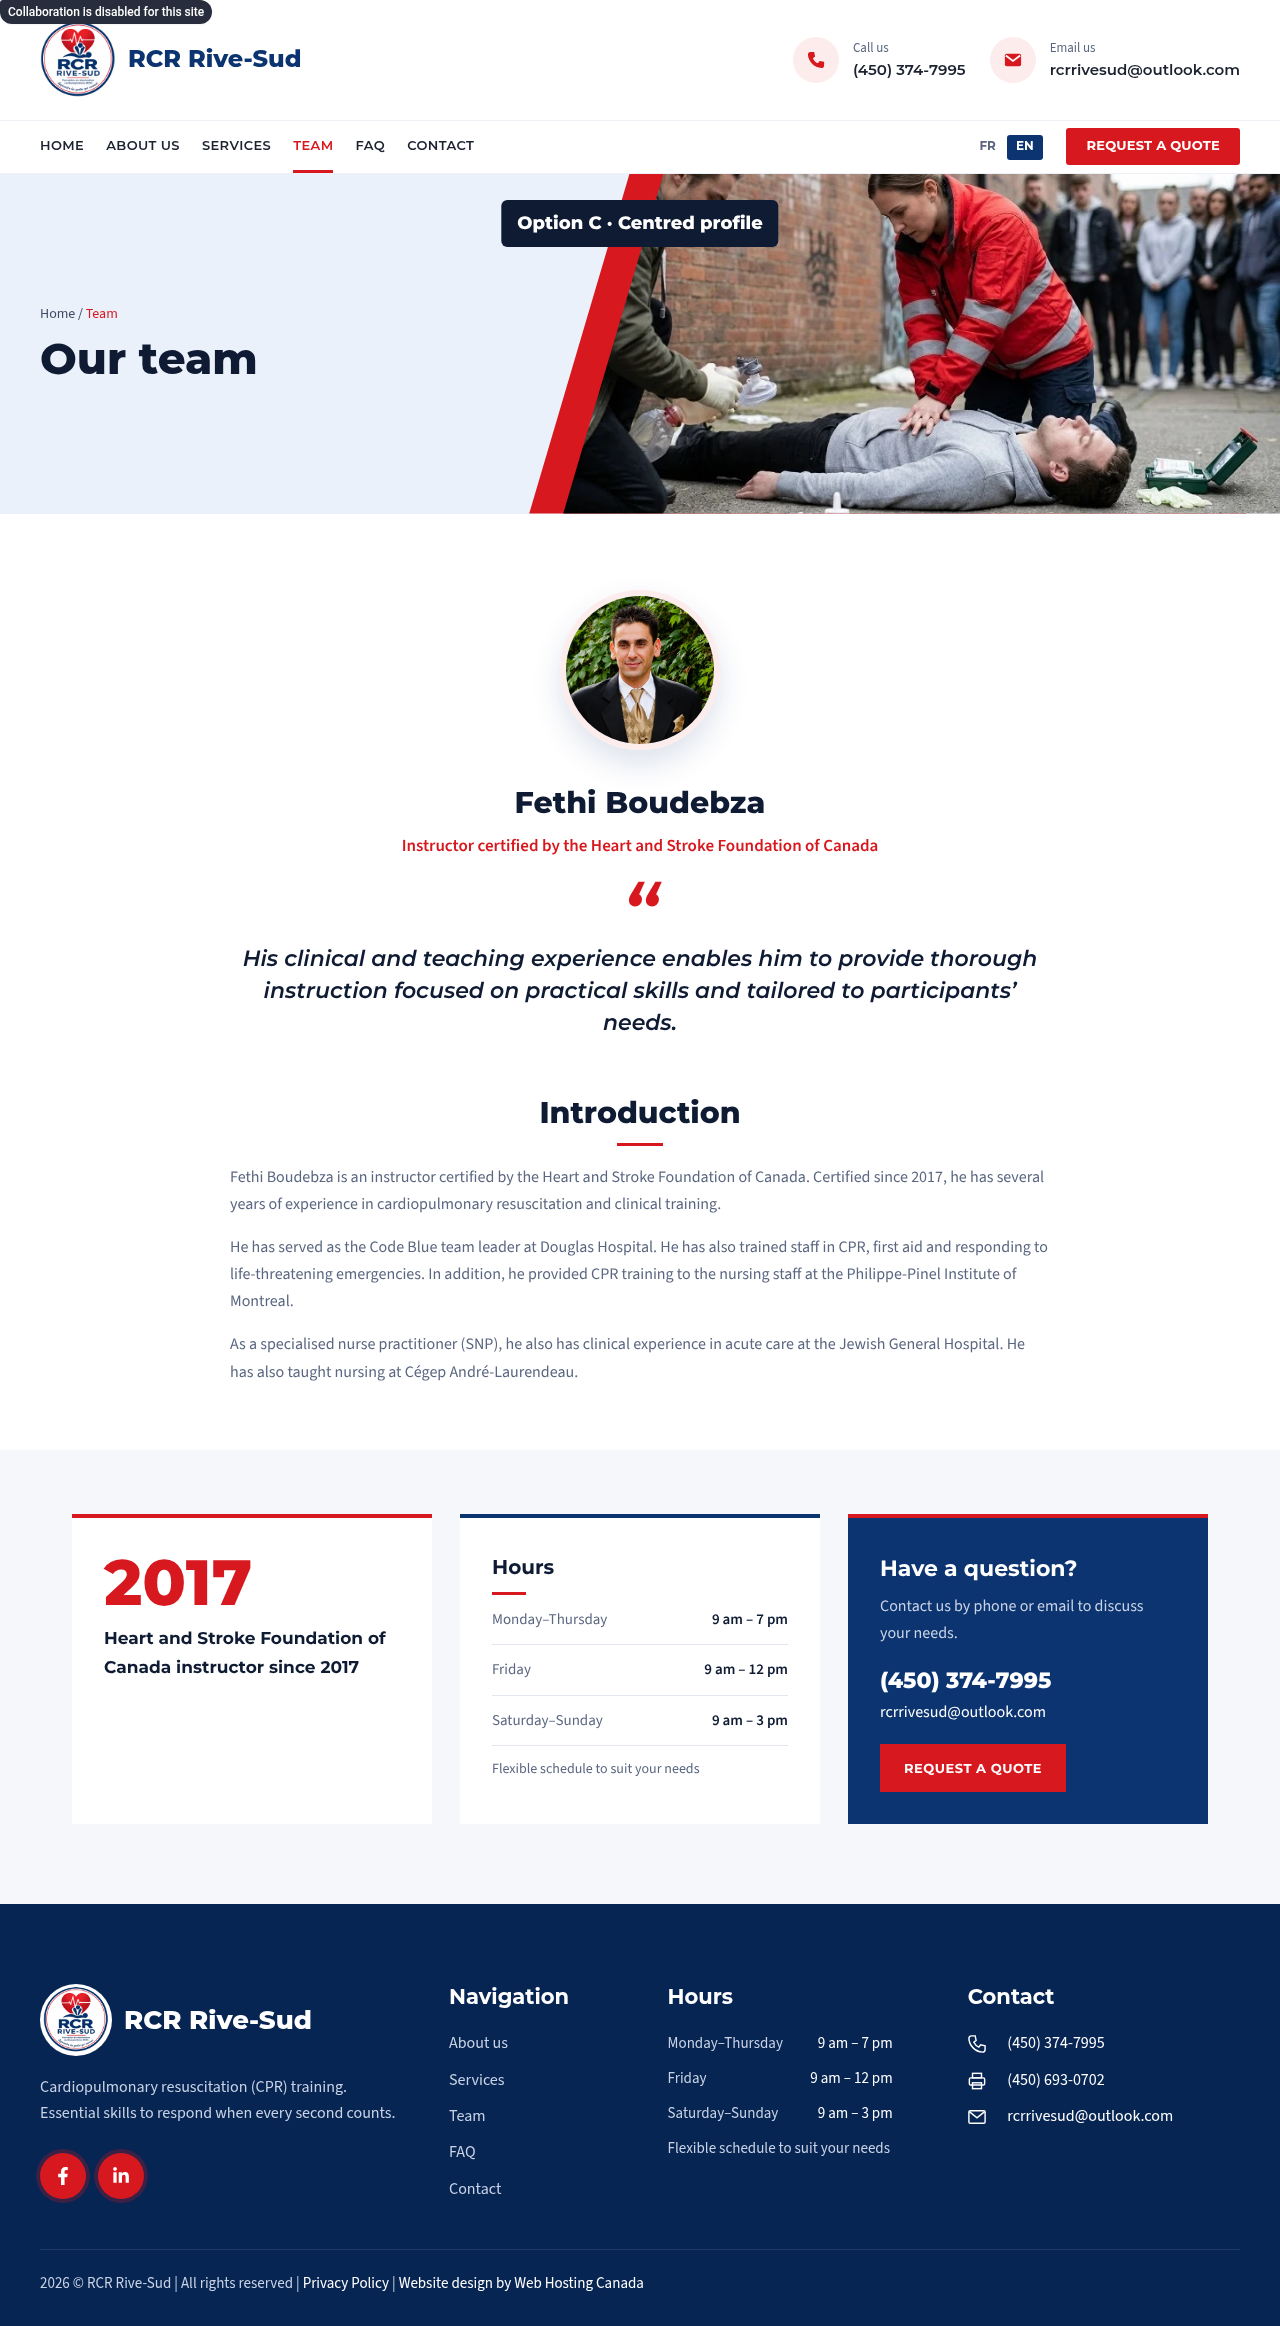 Collaboration is disabled for this site
RCR
RIVE-SUD
RCR Rive-Sud
Call us
(450) 374-7995
Email us
rcrrivesud@outlook.com
HOME
ABOUT US
SERVICES
TEAM
FAQ
CONTACT
FR
EN
REQUEST A QUOTE
Option C · Centred profile
Home / Team
Our team
Fethi Boudebza
Instructor certified by the Heart and Stroke Foundation of Canada
“
His clinical and teaching experience enables him to provide thorough
instruction focused on practical skills and tailored to participants’
needs.
Introduction
Fethi Boudebza is an instructor certified by the Heart and Stroke Foundation of Canada. Certified since 2017, he has several
years of experience in cardiopulmonary resuscitation and clinical training.
He has served as the Code Blue team leader at Douglas Hospital. He has also trained staff in CPR, first aid and responding to
life-threatening emergencies. In addition, he provided CPR training to the nursing staff at the Philippe-Pinel Institute of
Montreal.
As a specialised nurse practitioner (SNP), he also has clinical experience in acute care at the Jewish General Hospital. He
has also taught nursing at Cégep André-Laurendeau.
2017
Heart and Stroke Foundation of
Canada instructor since 2017
Hours
Monday–Thursday 9 am – 7 pm
Friday 9 am – 12 pm
Saturday–Sunday 9 am – 3 pm
Flexible schedule to suit your needs
Have a question?
Contact us by phone or email to discuss
your needs.
(450) 374-7995
rcrrivesud@outlook.com
REQUEST A QUOTE
RCR
RIVE-SUD
RCR Rive-Sud
Cardiopulmonary resuscitation (CPR) training.
Essential skills to respond when every second counts.
Navigation
About us
Services
Team
FAQ
Contact
Hours
Monday–Thursday 9 am – 7 pm
Friday 9 am – 12 pm
Saturday–Sunday 9 am – 3 pm
Flexible schedule to suit your needs
Contact
(450) 374-7995
(450) 693-0702
rcrrivesud@outlook.com
2026 © RCR Rive-Sud | All rights reserved | Privacy Policy | Website design by Web Hosting Canada